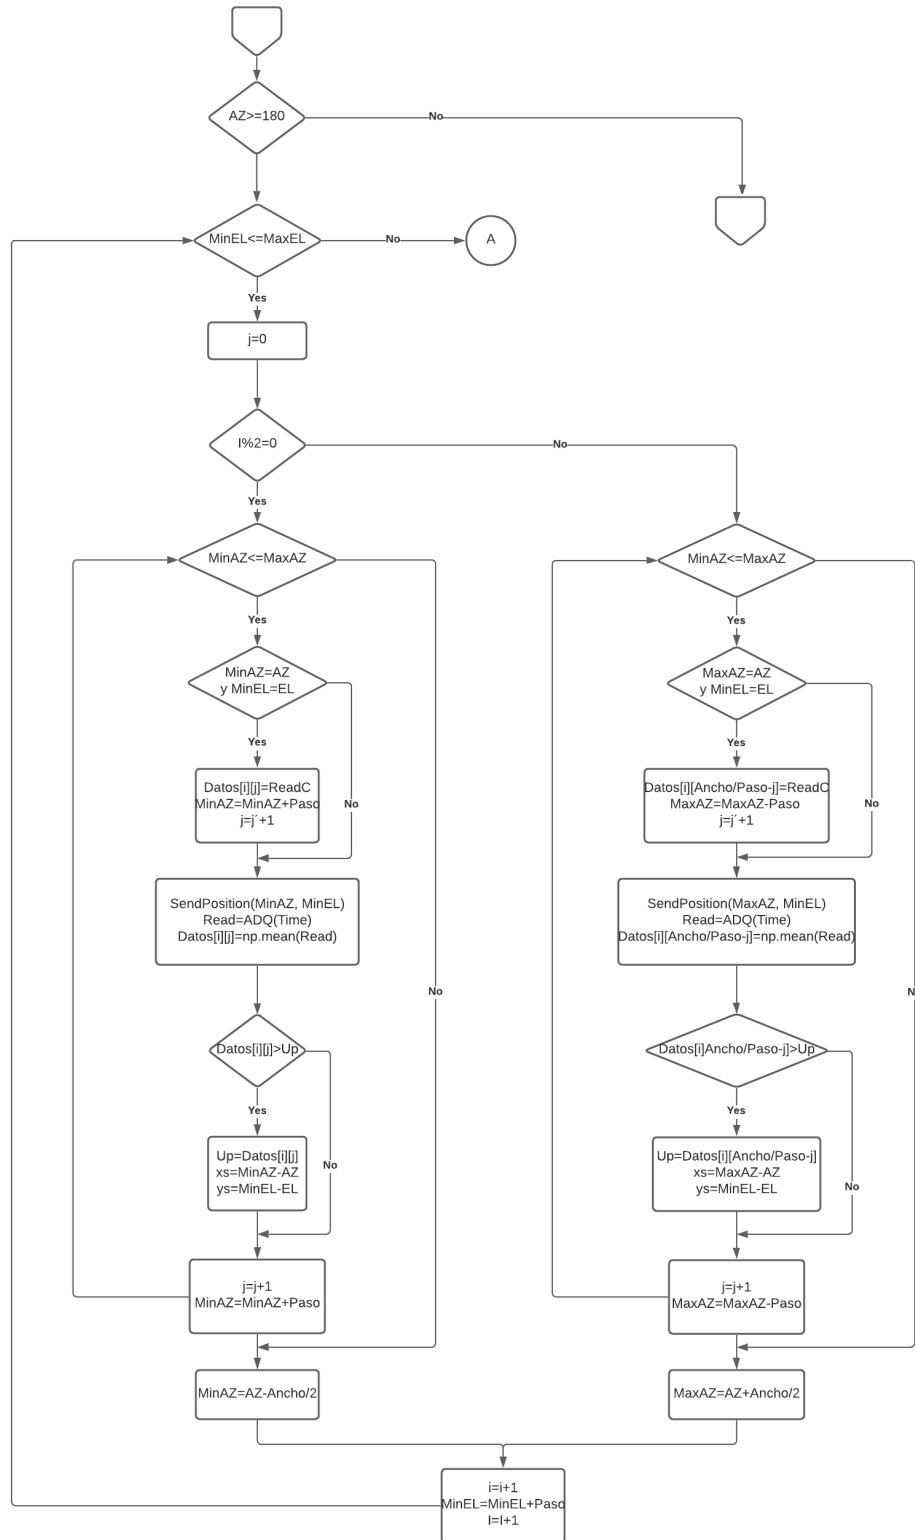 AZ>=180
No
MinEL<=MaxEL
No
A
Yes
j=0
I%2=0
No
Yes
MinAZ<=MaxAZ
Yes
MinAZ=AZ
y MinEL=EL
Yes
Datos[i][j]=ReadC
MinAZ=MinAZ+Paso
j=j´+1
No
SendPosition(MinAZ, MinEL)
Read=ADQ(Time)
Datos[i][j]=np.mean(Read)
No
Datos[i][j]>Up
Yes
Up=Datos[i][j]
xs=MinAZ-AZ
ys=MinEL-EL
No
j=j+1
MinAZ=MinAZ+Paso
MinAZ=AZ-Ancho/2
MinAZ<=MaxAZ
Yes
MaxAZ=AZ
y MinEL=EL
Yes
Datos[i][Ancho/Paso-j]=ReadC
MaxAZ=MaxAZ-Paso
j=j´+1
No
SendPosition(MaxAZ, MinEL)
Read=ADQ(Time)
Datos[i][Ancho/Paso-j]=np.mean(Read)
Datos[i]Ancho/Paso-j]>Up
Yes
Up=Datos[i][Ancho/Paso-j]
xs=MaxAZ-AZ
ys=MinEL-EL
No
j=j+1
MaxAZ=MaxAZ-Paso
MaxAZ=AZ+Ancho/2
i=i+1
MinEL=MinEL+Paso
I=I+1